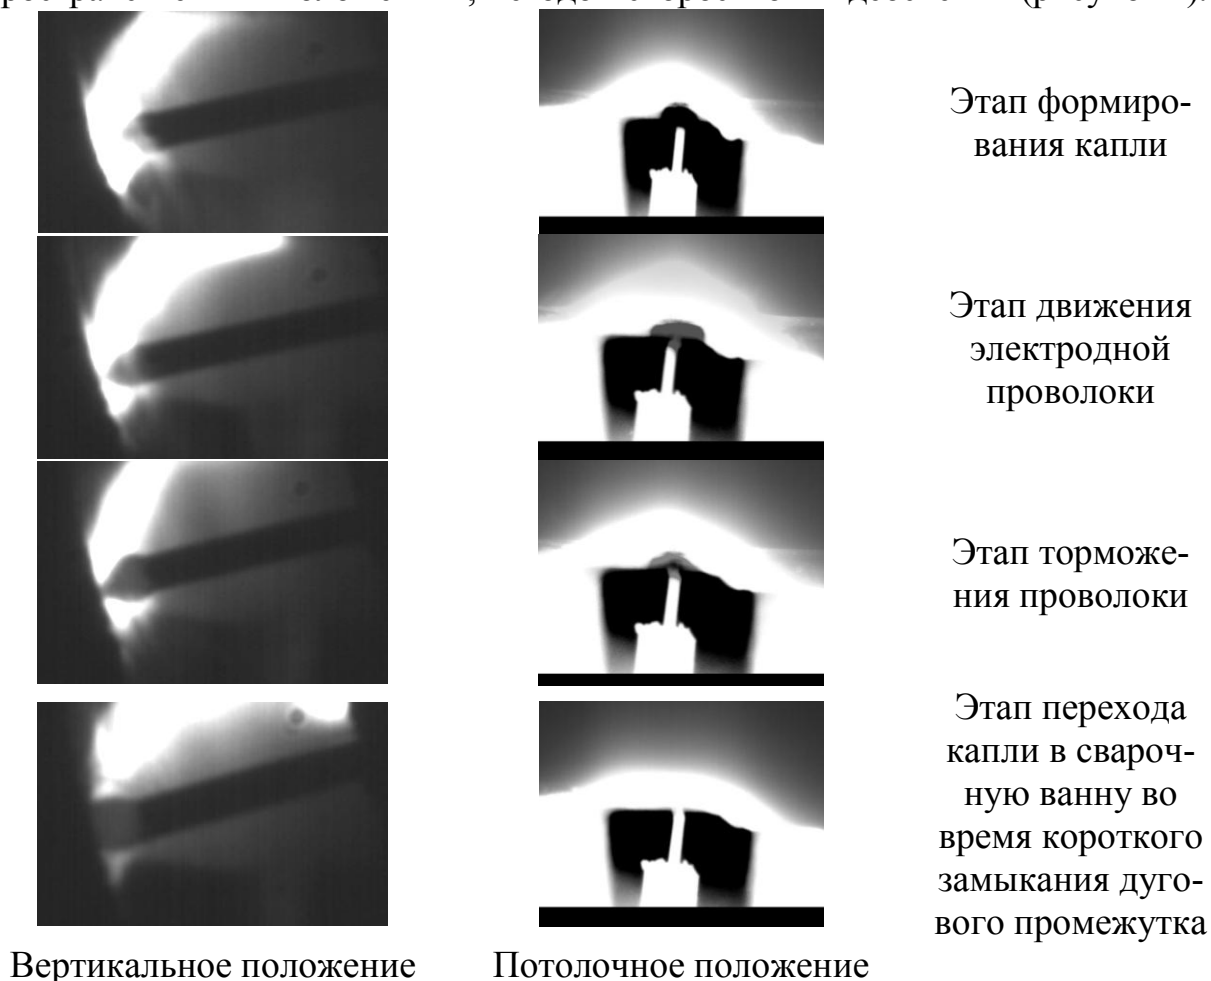 Этап формиро-
вания капли
Этап движения
электродной
проволоки
Этап торможе-
ния проволоки
Этап перехода
капли в свароч-
ную ванну во
время короткого
замыкания дуго-
вого промежутка
Вертикальное положение
Потолочное положение